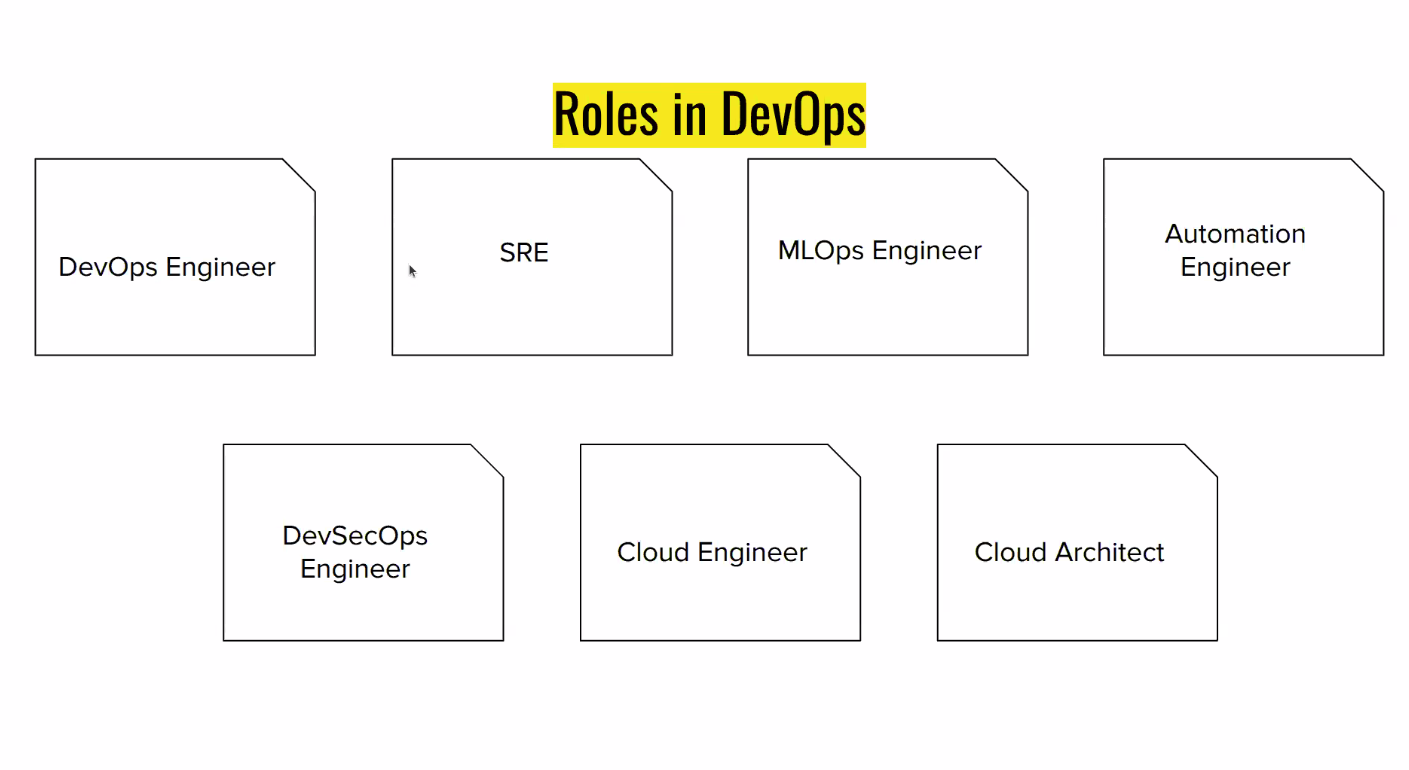 Roles in DevOps
DevOps Engineer
SRE
MLOps Engineer
Automation
Engineer
DevSecOps
Engineer
Cloud Engineer
Cloud Architect